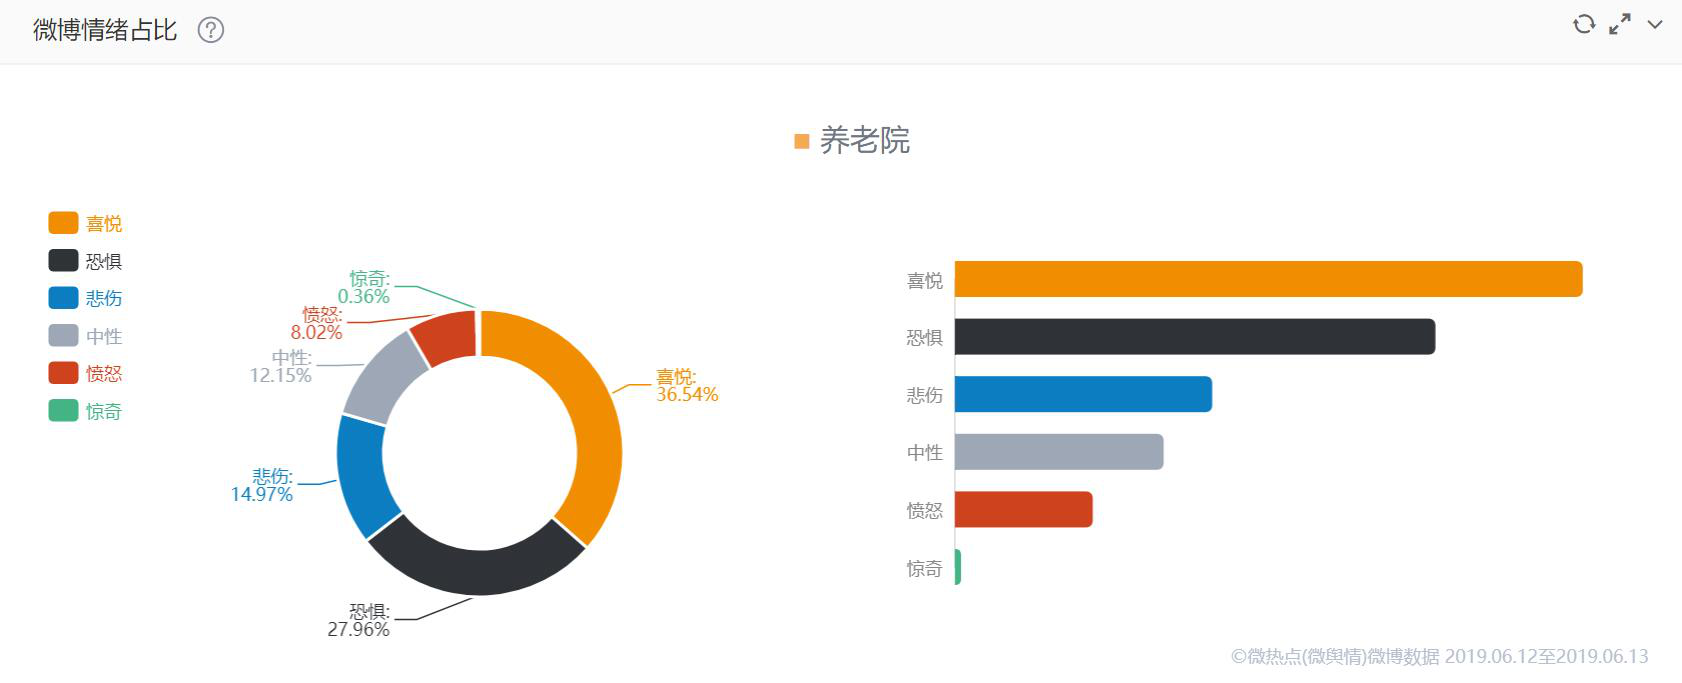 微博情绪占比 ?
养老院
喜悦
恐惧
悲伤
中性
愤怒
惊奇
惊奇:
0.36%
愤怒:
8.02%
中性:
12.15%
喜悦:
36.54%
悲伤:
14.97%
恐惧:
27.96%
喜悦
恐惧
悲伤
中性
愤怒
惊奇
©微热点(微舆情)微博数据 2019.06.12至2019.06.13